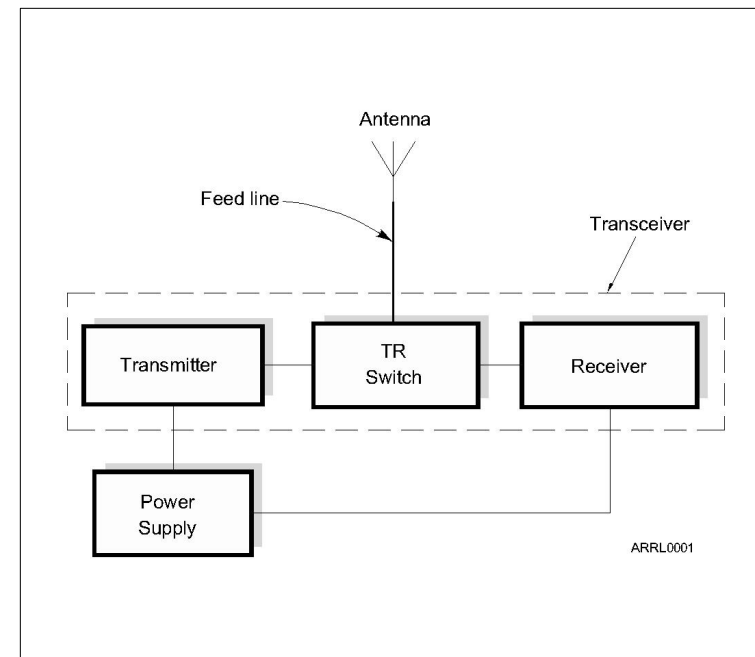 Antenna
Feed line
Transceiver
Transmitter
TR
Switch
Receiver
Power
Supply
ARRL0001